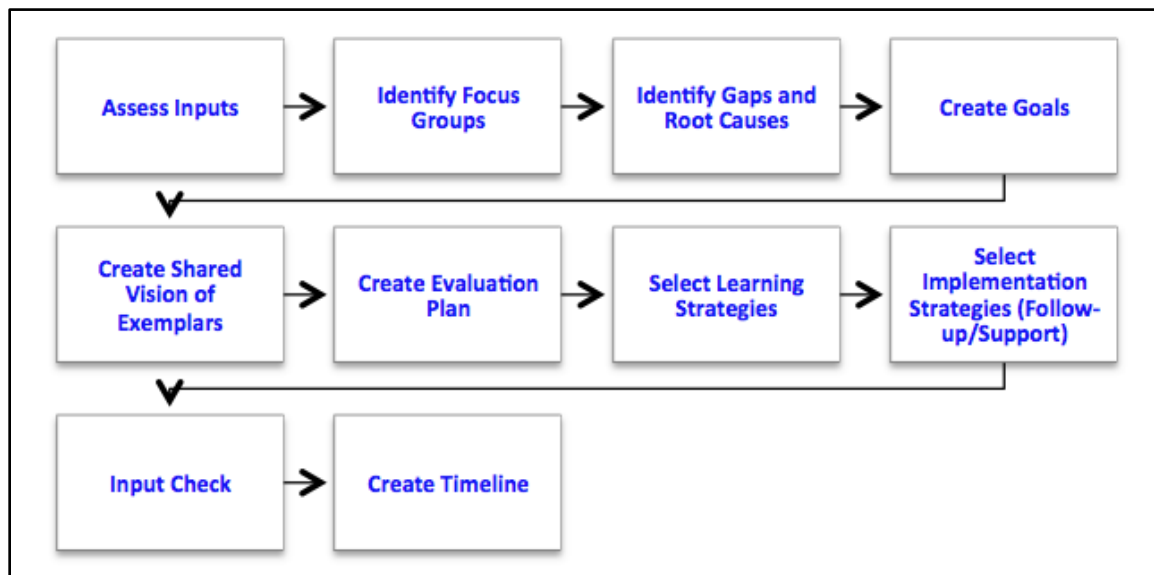 Assess Inputs
Identify Focus
Groups
Identify Gaps and
Root Causes
Create Goals
Create Shared
Vision of
Exemplars
Create Evaluation
Plan
Select Learning
Strategies
Select
Implementation
Strategies (Follow-
up/Support)
Input Check
Create Timeline